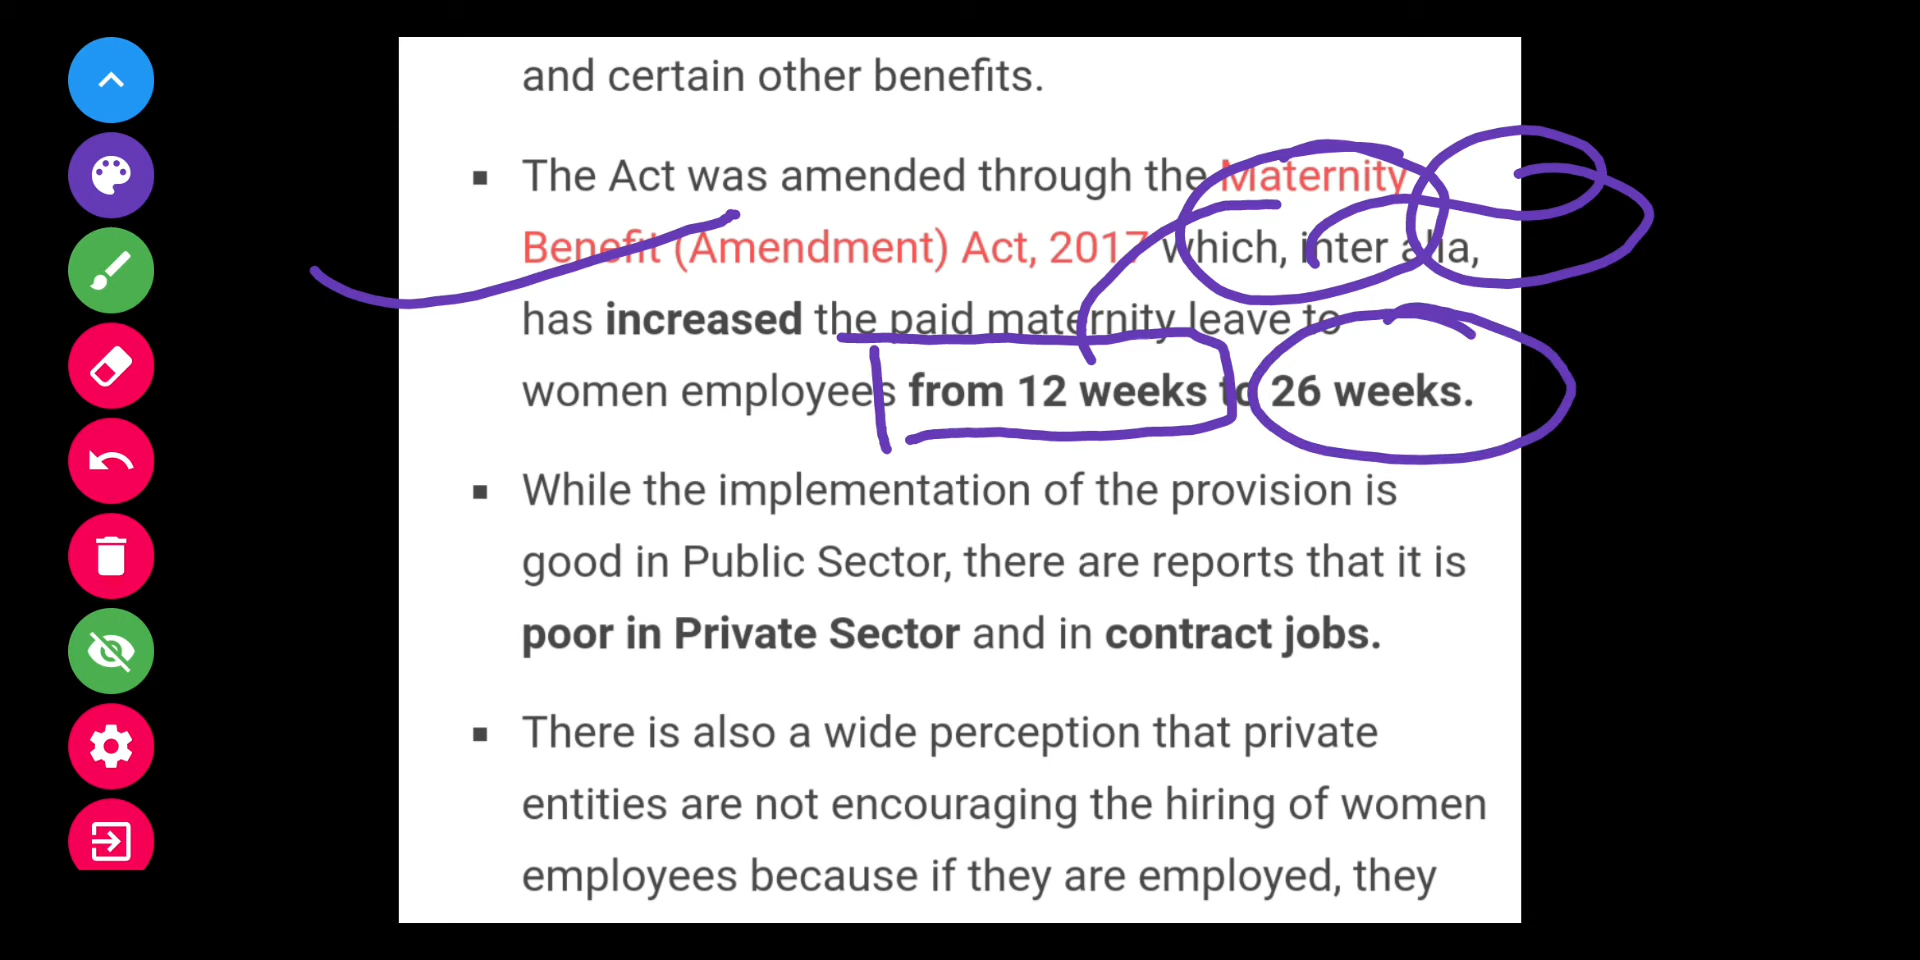 and certain other benefits.
▪ The Act was amended through the Maternity
Benefit (Amendment) Act, 2017 which, inter alia,
has increased the paid maternity leave to
women employees from 12 weeks to 26 weeks.
▪ While the implementation of the provision is
good in Public Sector, there are reports that it is
poor in Private Sector and in contract jobs.
▪ There is also a wide perception that private
entities are not encouraging the hiring of women
employees because if they are employed, they